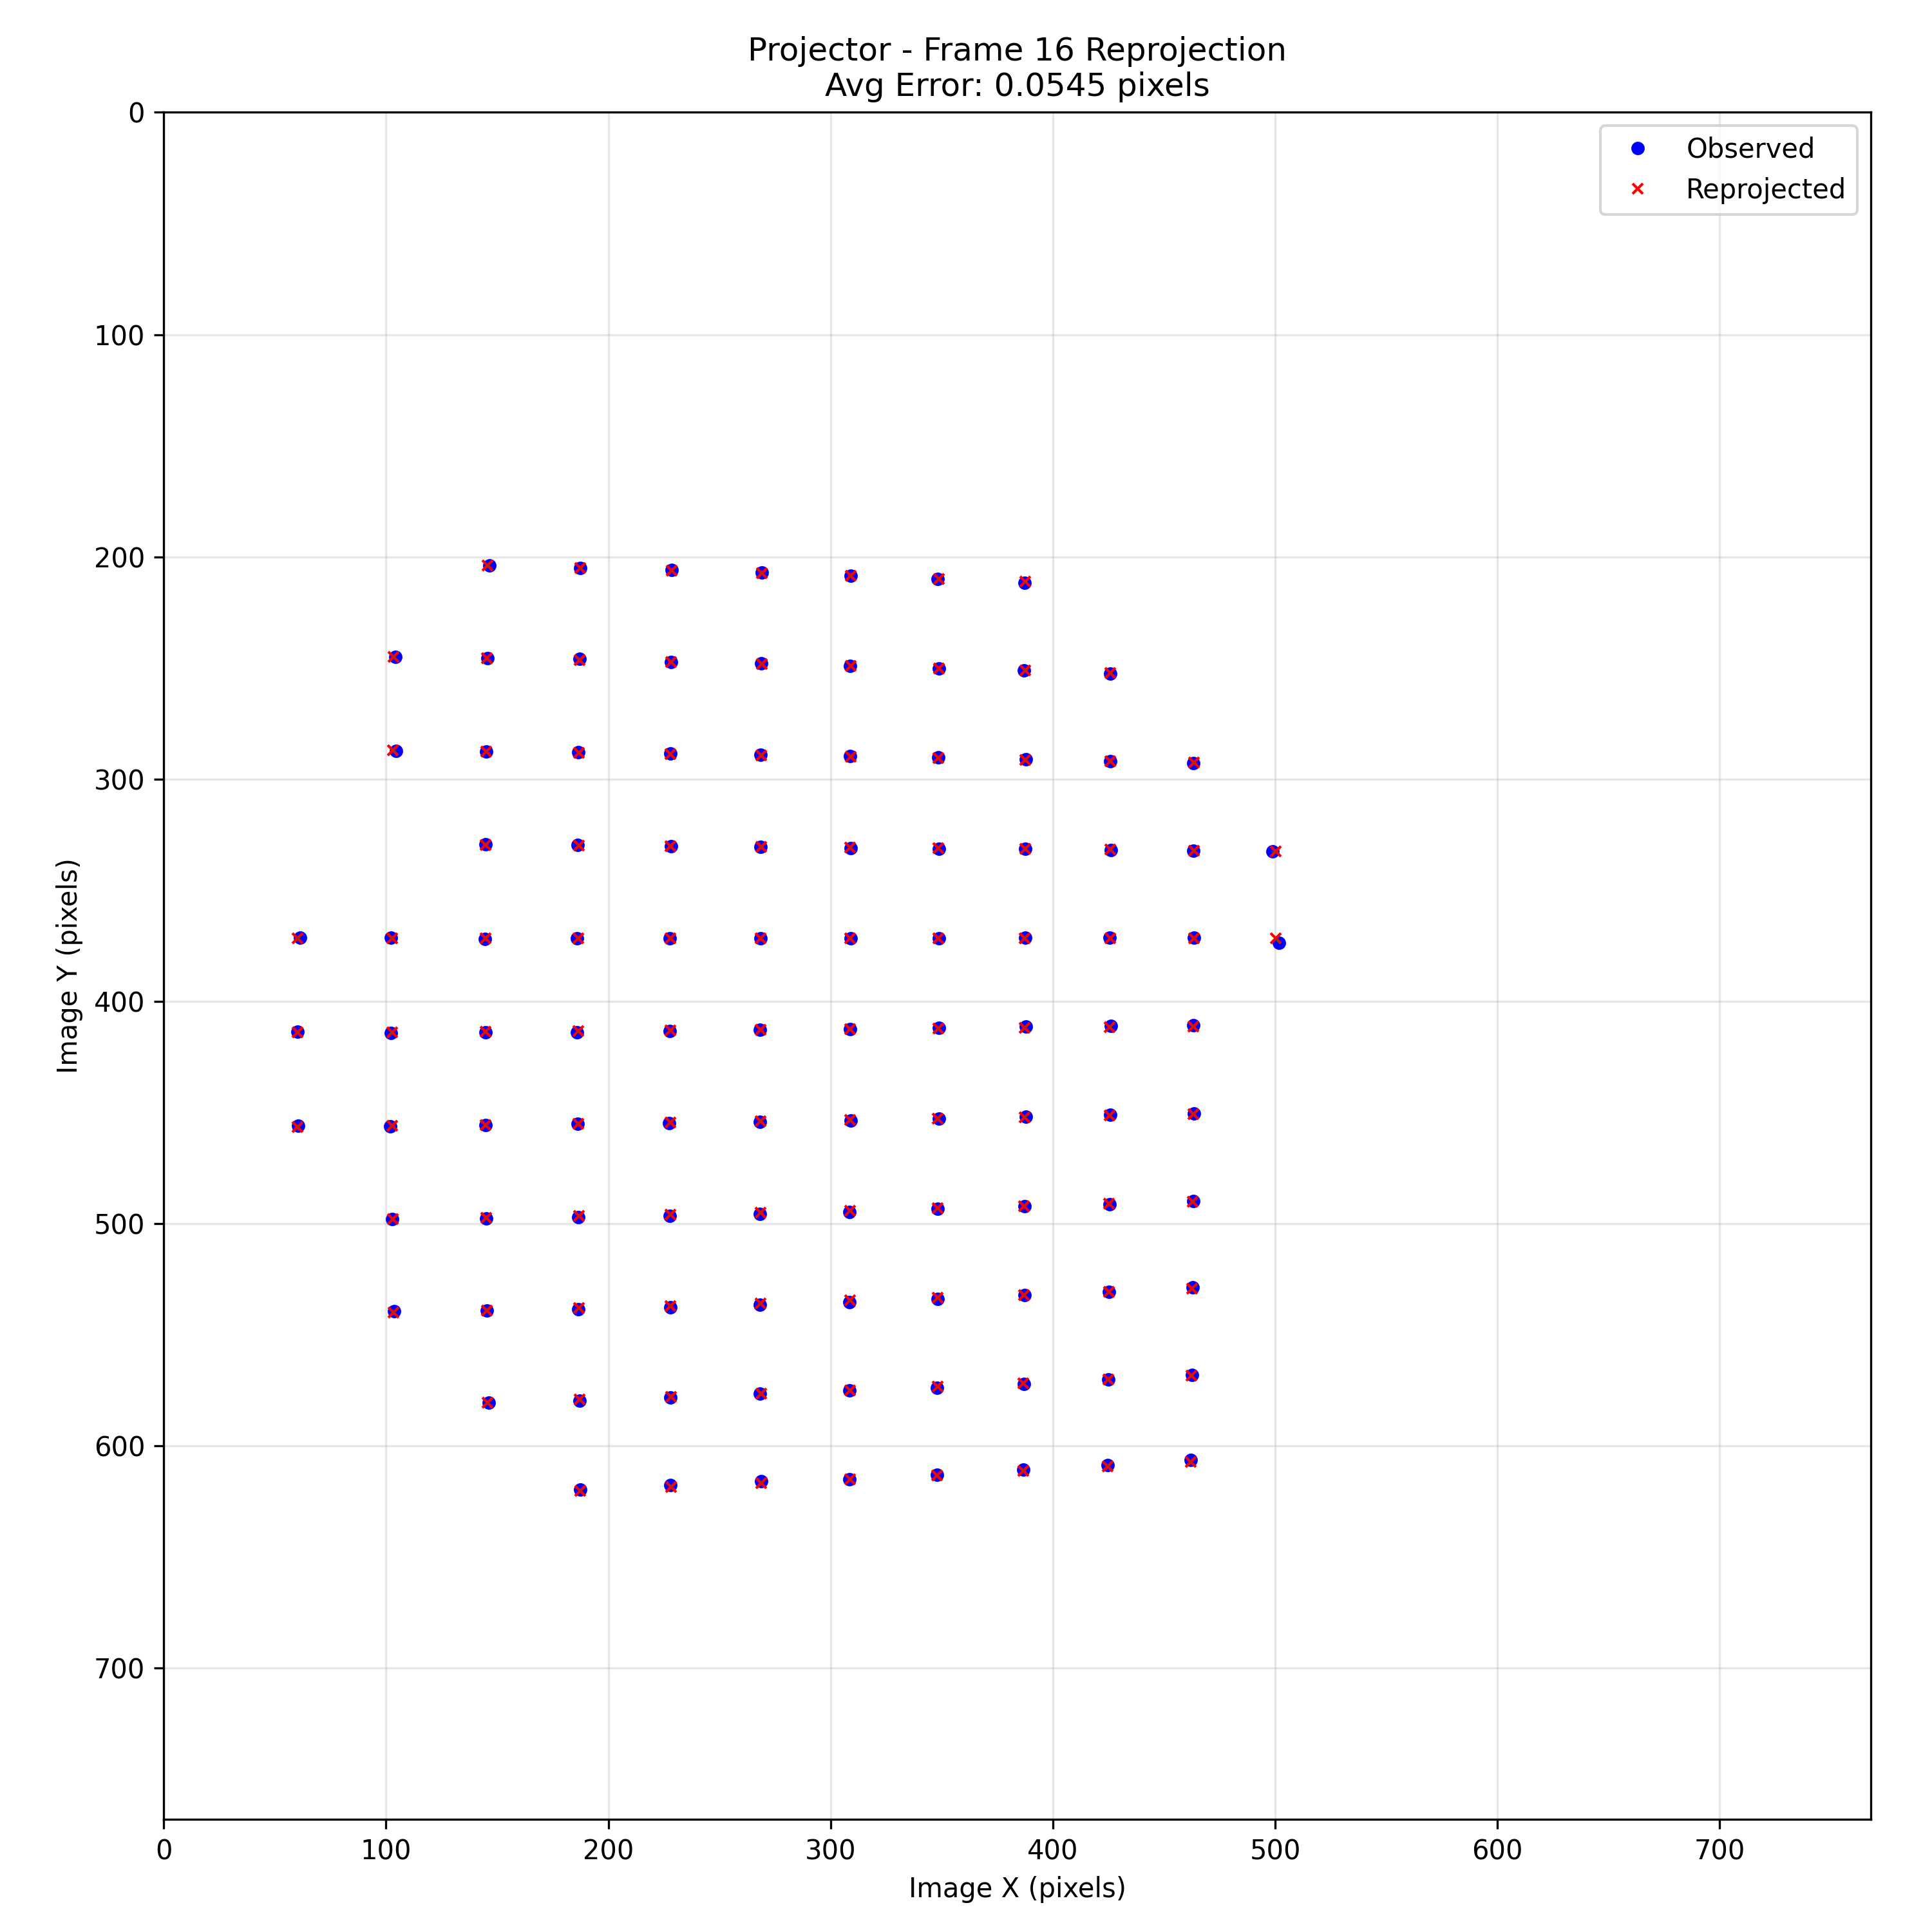 Projector - Frame 16 Reprojection
Avg Error: 0.0545 pixels
Observed
Reprojected
0
100
200
300
400
500
600
700
Image Y (pixels)
0 100 200 300 400 500 600 700
Image X (pixels)